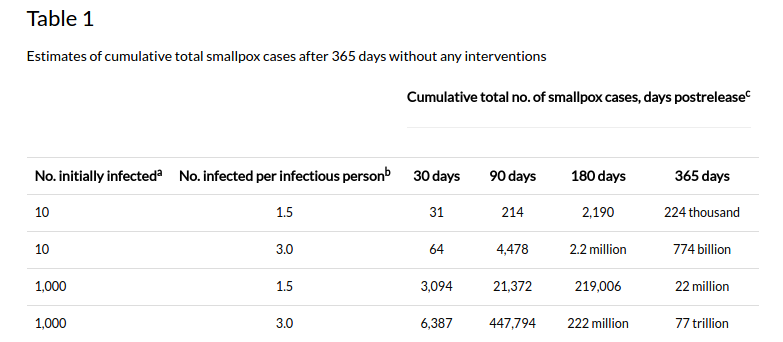 Table 1
Estimates of cumulative total smallpox cases after 365 days without any interventions
Cumulative total no. of smallpox cases, days postreleaseᶜ
No. initially infectedᵃ No. infected per infectious personᵇ 30 days 90 days 180 days 365 days
10 1.5 31 214 2,190 224 thousand
10 3.0 64 4,478 2.2 million 774 billion
1,000 1.5 3,094 21,372 219,006 22 million
1,000 3.0 6,387 447,794 222 million 77 trillion